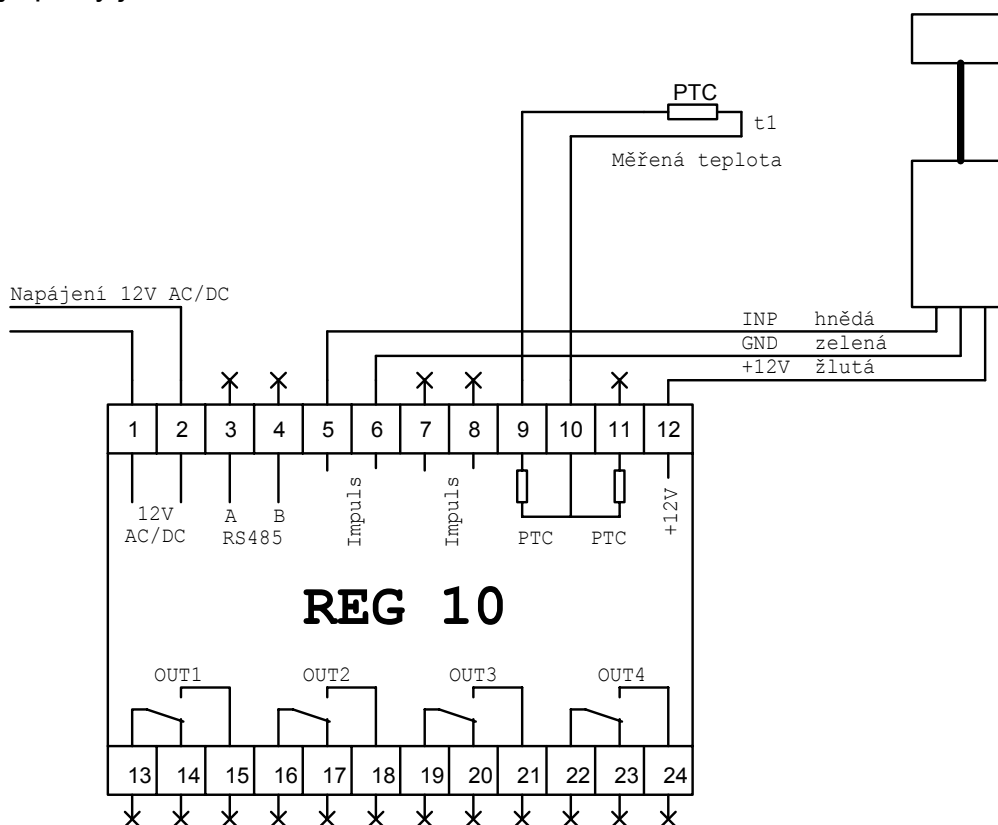 PTC
t1
Měřená teplota
Napájení 12V AC/DC
INP hnědá
GND zelená
+12V žlutá
1 2 3 4 5 6 7 8 9 10 11 12
12V
AC/DC
A B
RS485
Impuls
Impuls
PTC PTC
+12V
REG 10
OUT1 OUT2 OUT3 OUT4
13 14 15 16 17 18 19 20 21 22 23 24